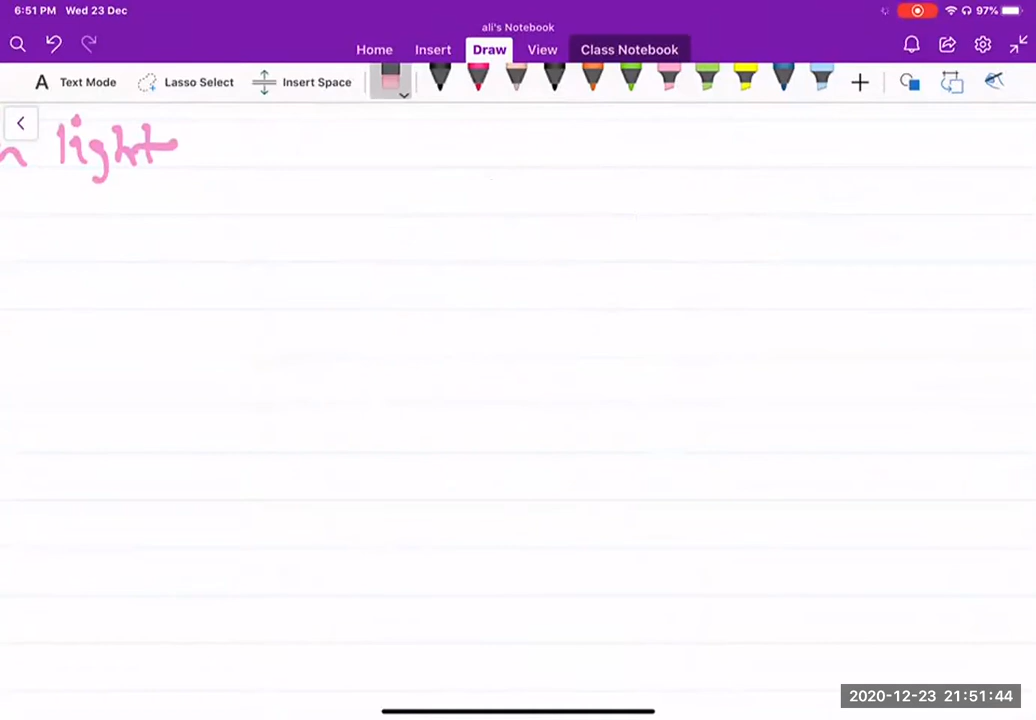 6:51 PM Wed 23 Dec
97%
ali's Notebook
Home Insert Draw View Class Notebook
A Text Mode Lasso Select Insert Space
n light
2020-12-23 21:51:44